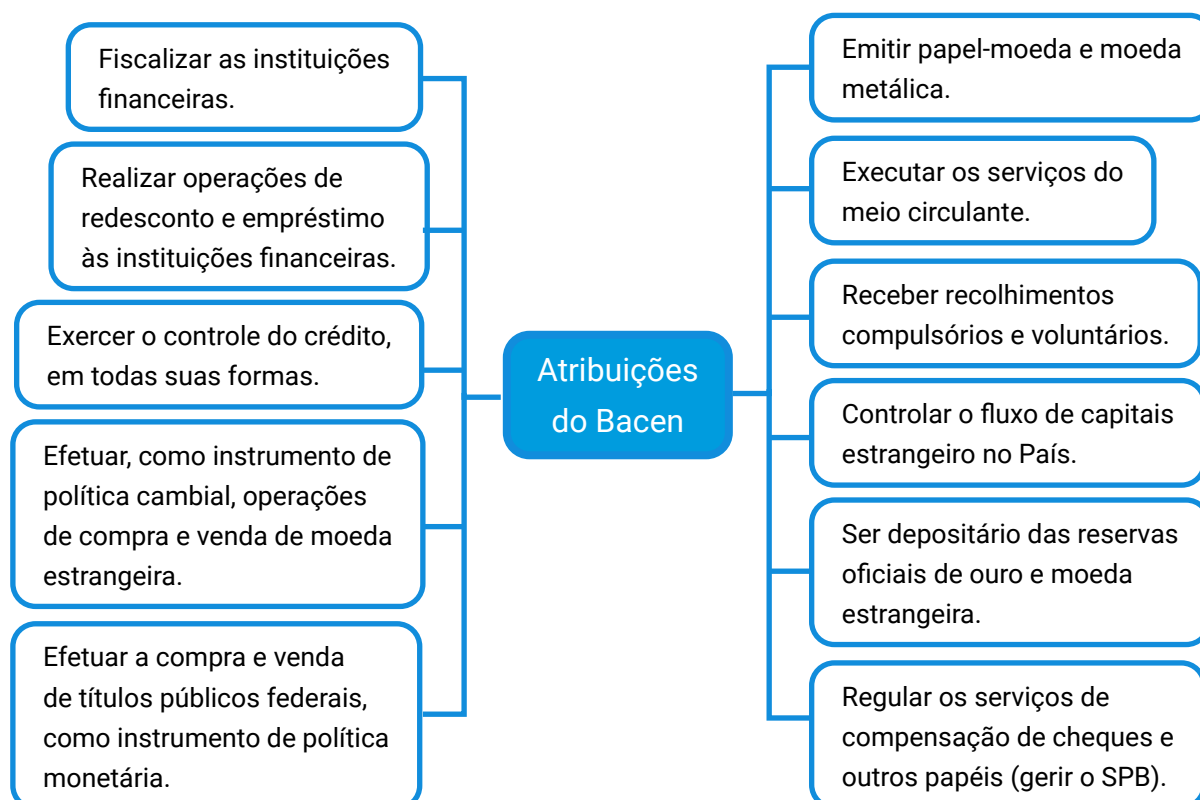 Fiscalizar as instituições
financeiras.
Realizar operações de
redesconto e empréstimo
às instituições financeiras.
Exercer o controle do crédito,
em todas suas formas.
Efetuar, como instrumento de
política cambial, operações
de compra e venda de moeda
estrangeira.
Efetuar a compra e venda
de títulos públicos federais,
como instrumento de política
monetária.
Atribuições
do Bacen
Emitir papel-moeda e moeda
metálica.
Executar os serviços do
meio circulante.
Receber recolhimentos
compulsórios e voluntários.
Controlar o fluxo de capitais
estrangeiro no País.
Ser depositário das reservas
oficiais de ouro e moeda
estrangeira.
Regular os serviços de
compensação de cheques e
outros papéis (gerir o SPB).